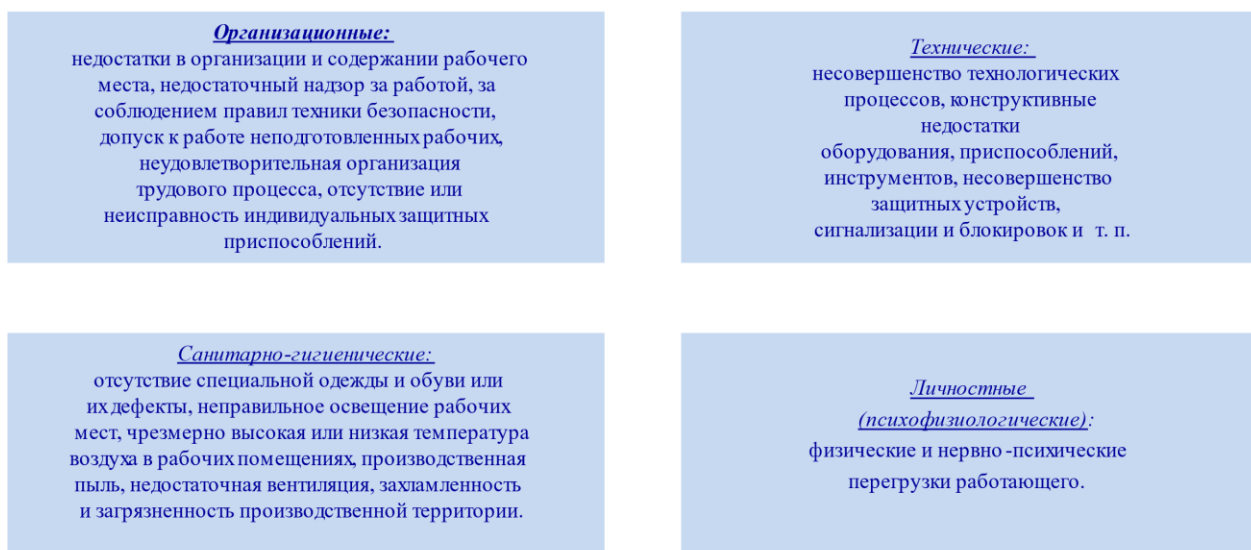 Организационные:
недостатки в организации и содержании рабочего
места, недостаточный надзор за работой, за
соблюдением правил техники безопасности,
допуск к работе неподготовленных рабочих,
неудовлетворительная организация
трудового процесса, отсутствие или
неисправность индивидуальных защитных
приспособлений.
Технические:
несовершенство технологических
процессов, конструктивные
недостатки
оборудования, приспособлений,
инструментов, несовершенство
защитных устройств,
сигнализации и блокировок и т. п.
Санитарно-гигиенические:
отсутствие специальной одежды и обуви или
их дефекты, неправильное освещение рабочих
мест, чрезмерно высокая или низкая температура
воздуха в рабочих помещениях, производственная
пыль, недостаточная вентиляция, захламленность
и загрязненность производственной территории.
Личностные
(психофизиологические):
физические и нервно-психические
перегрузки работающего.